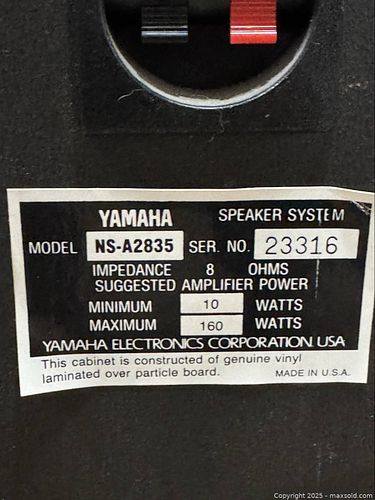 YAMAHA SPEAKER SYSTEM
MODEL NS-A2835 SER. NO. 23316
IMPEDANCE 8 OHMS
SUGGESTED AMPLIFIER POWER
MINIMUM 10 WATTS
MAXIMUM 160 WATTS
YAMAHA ELECTRONICS CORPORATION. USA
This cabinet is constructed of genuine vinyl
laminated over particle board. MADE IN U.S.A.
Copyright 2025 - maxsold.com